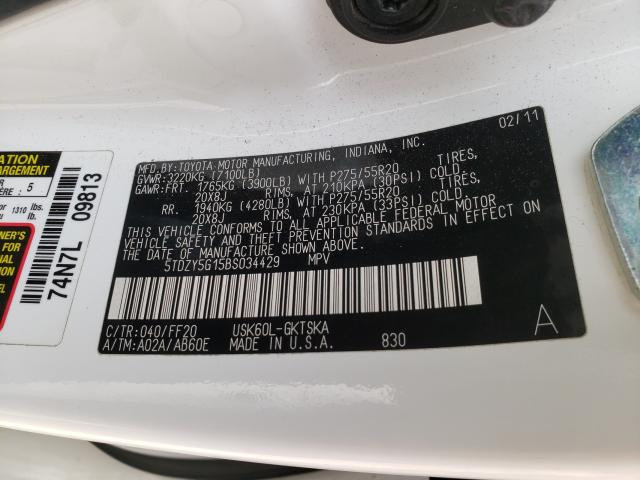 02/11
MFD.BY:TOYOTA MOTOR MANUFACTURING, INDIANA, INC.
GVWR:3220KG (7100LB)
GAWR:FRT. 1765KG (3900LB) WITH P275/55R20 TIRES,
20X8J RIMS, AT 210KPA (30PSI) COLD
RR. 1940KG (4280LB) WITH P275/55R20 TIRES,
20X8J RIMS, AT 230KPA (33PSI) COLD
THIS VEHICLE CONFORMS TO ALL APPLICABLE FEDERAL MOTOR
VEHICLE SAFETY AND THEFT PREVENTION STANDARDS IN EFFECT ON
THE DATE OF MANUFACTURE SHOWN ABOVE.
5TDZY5G15BS034429 MPV
C/TR:040/FF20 USK60L-GKTSKA
A/TM:A02A/AB60E MADE IN U.S.A. 830
A
74N7L 09813
5
1310 lbs.